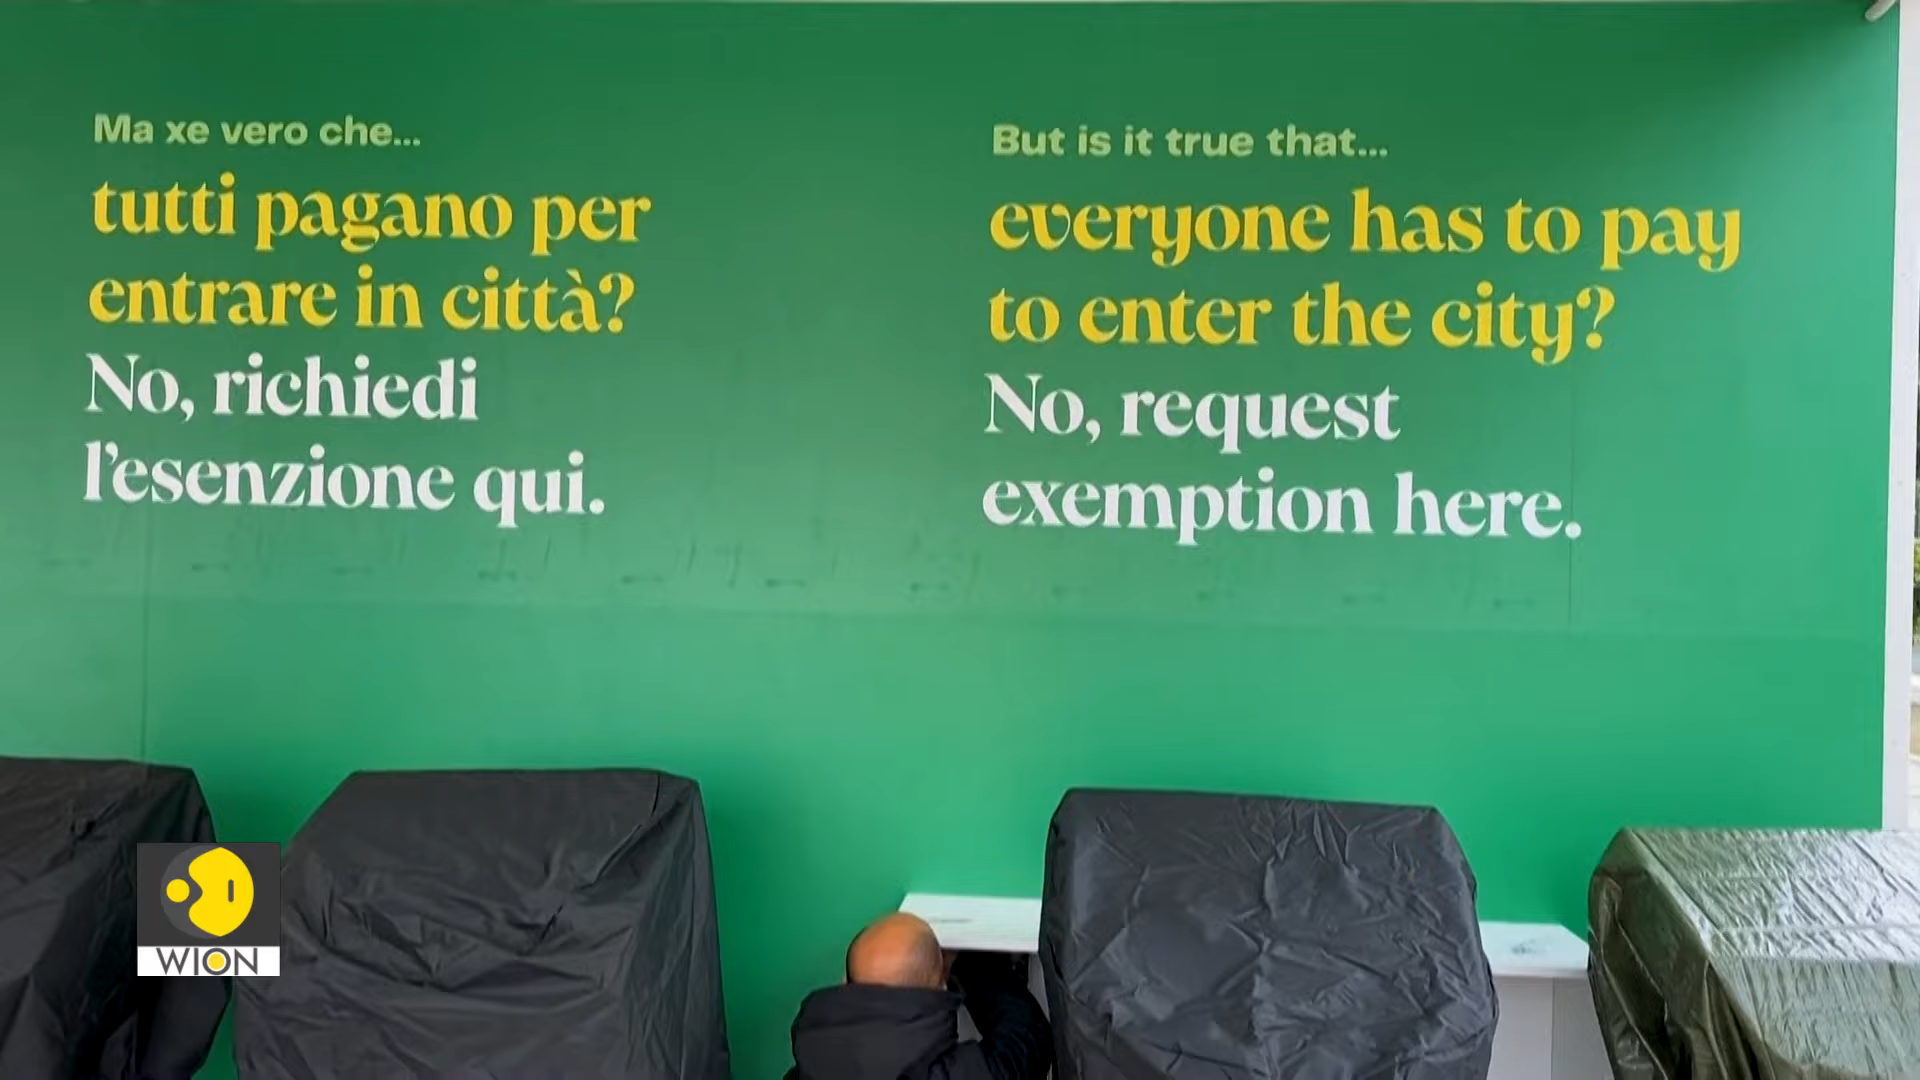 Ma xe vero che...
tutti pagano per
entrare in città?
No, richiedi
l'esenzione qui.
But is it true that...
everyone has to pay
to enter the city?
No, request
exemption here.
WION